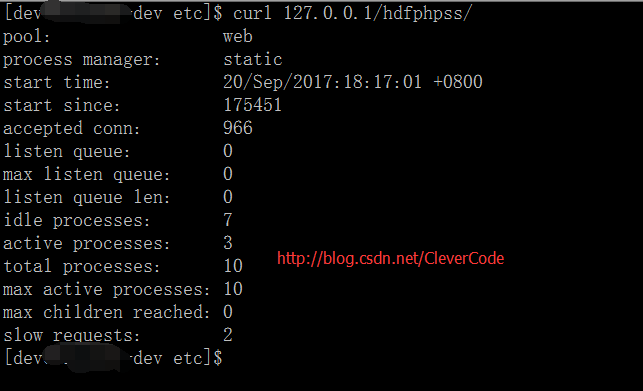 [dev dev etc]$ curl 127.0.0.1/hdfphpss/
pool: web
process manager: static
start time: 20/Sep/2017:18:17:01 +0800
start since: 175451
accepted conn: 966
listen queue: 0
max listen queue: 0
listen queue len: 0
idle processes: 7
active processes: 3
http://blog.csdn.net/CleverCode
total processes: 10
max active processes: 10
max children reached: 0
slow requests: 2
[dev dev etc]$